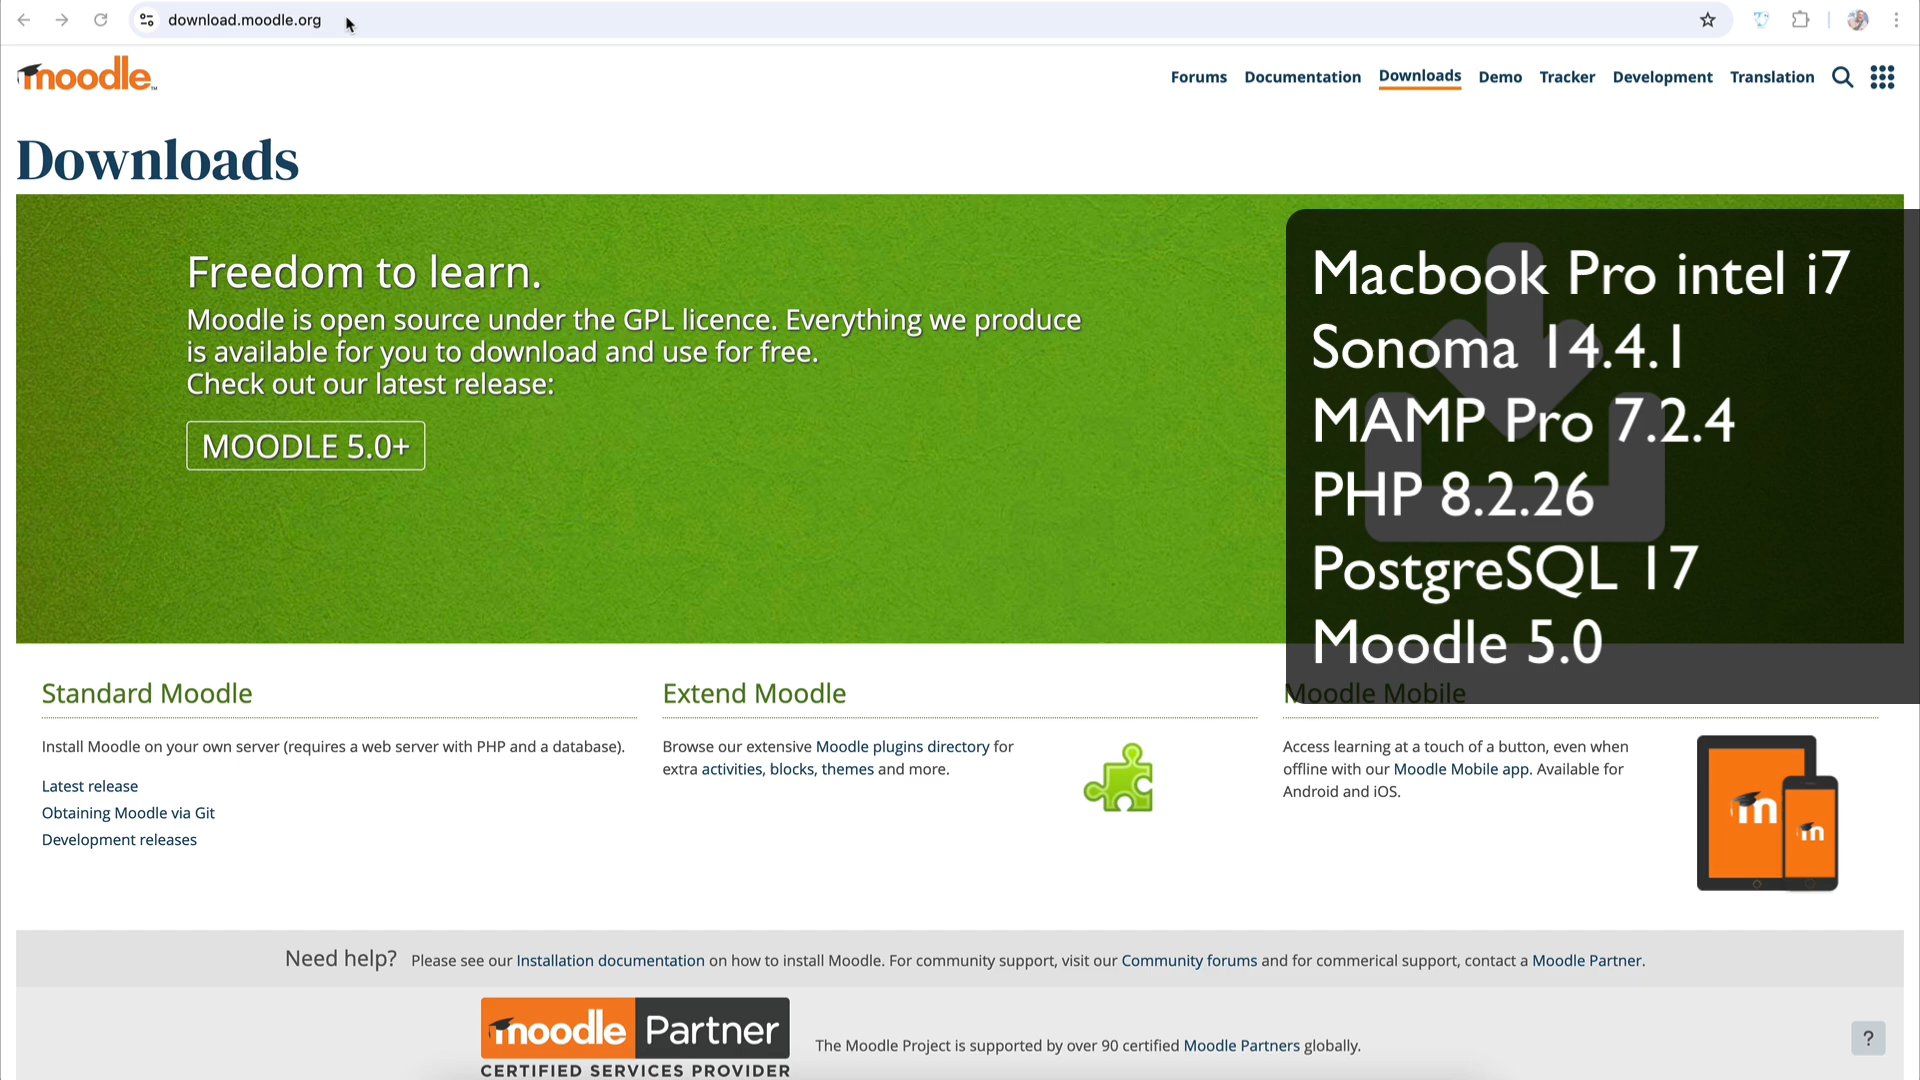 download.moodle.org
moodle™
Forums Documentation Downloads Demo Tracker Development Translation
Downloads
Freedom to learn.
Moodle is open source under the GPL licence. Everything we produce
is available for you to download and use for free.
Check out our latest release:
MOODLE 5.0+
Macbook Pro intel i7
Sonoma 14.4.1
MAMP Pro 7.2.4
PHP 8.2.26
PostgreSQL 17
Moodle 5.0
Standard Moodle
Install Moodle on your own server (requires a web server with PHP and a database).
Latest release
Obtaining Moodle via Git
Development releases
Extend Moodle
Browse our extensive Moodle plugins directory for
extra activities, blocks, themes and more.
Moodle Mobile
Access learning at a touch of a button, even when
offline with our Moodle Mobile app. Available for
Android and iOS.
m
m
Need help? Please see our Installation documentation on how to install Moodle. For community support, visit our Community forums and for commerical support, contact a Moodle Partner.
moodle Partner
CERTIFIED SERVICES PROVIDER
The Moodle Project is supported by over 90 certified Moodle Partners globally.
?